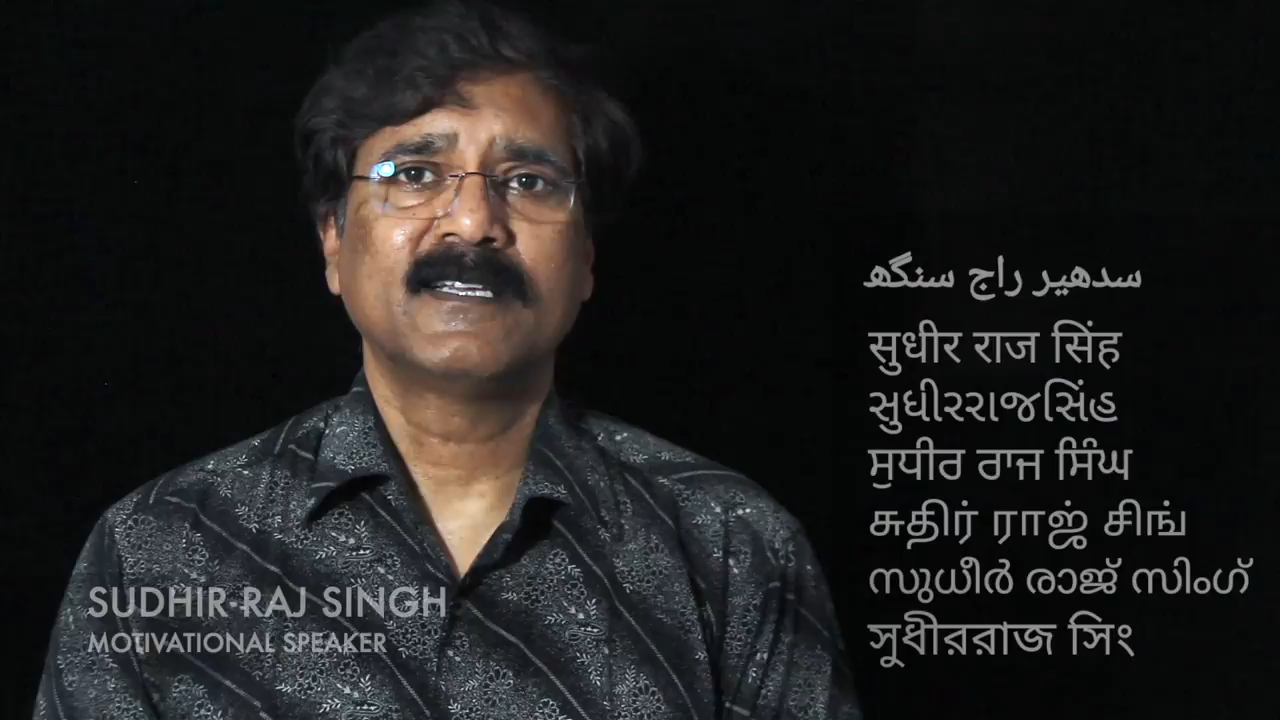 SUDHIR-RAJ SINGH
MOTIVATIONAL SPEAKER
سدھیر راج سنگھ
सुधीर राज सिंह
સુધીરરાજસિંહ
ਸੁਧੀਰ ਰਾਜ ਸਿੰਘ
சுதிர் ராஜ் சிங்
സുധീർ രാജ് സിംഗ്
সুধীররাজ সিং